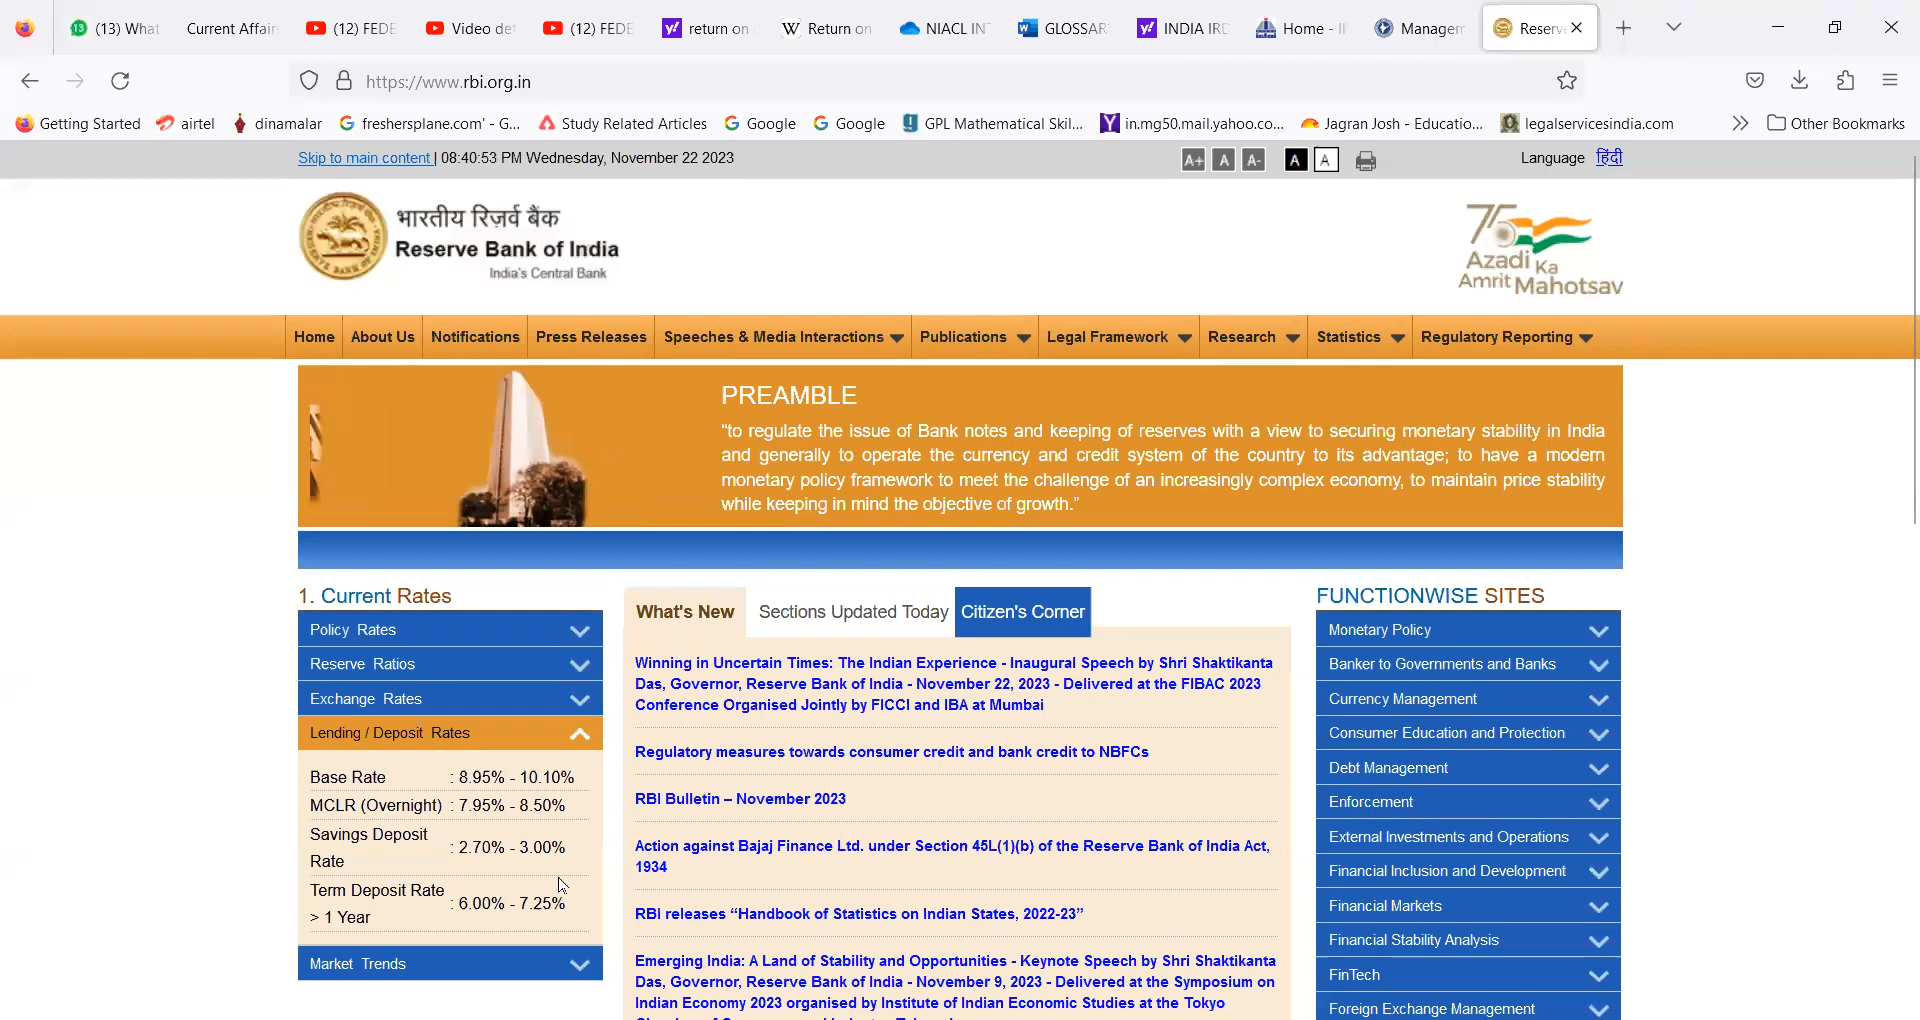 (13) What
Current Affair
(12) FEDE
Video det
(12) FEDE
return on
Return on
NIACL IN
GLOSSAR
INDIA IRD
Home - II
Managem
Reserv
https://www.rbi.org.in
Getting Started
airtel
dinamalar
freshersplane.com' - G...
Study Related Articles
Google
Google
GPL Mathematical Skil...
in.mg50.mail.yahoo.co...
Jagran Josh - Educatio...
legalservicesindia.com
Other Bookmarks
Skip to main content | 08:40:53 PM Wednesday, November 22 2023
A+ A A- A A
Language हिंदी
भारतीय रिज़र्व बैंक
Reserve Bank of India
India's Central Bank
75
Azadi Ka
Amrit Mahotsav
Home
About Us
Notifications
Press Releases
Speeches & Media Interactions
Publications
Legal Framework
Research
Statistics
Regulatory Reporting
PREAMBLE
“to regulate the issue of Bank notes and keeping of reserves with a view to securing monetary stability in India
and generally to operate the currency and credit system of the country to its advantage; to have a modern
monetary policy framework to meet the challenge of an increasingly complex economy, to maintain price stability
while keeping in mind the objective of growth.”
1. Current Rates
Policy Rates
Reserve Ratios
Exchange Rates
Lending / Deposit Rates
Base Rate : 8.95% - 10.10%
MCLR (Overnight) : 7.95% - 8.50%
Savings Deposit
Rate : 2.70% - 3.00%
Term Deposit Rate
> 1 Year : 6.00% - 7.25%
Market Trends
What's New
Sections Updated Today
Citizen's Corner
Winning in Uncertain Times: The Indian Experience - Inaugural Speech by Shri Shaktikanta
Das, Governor, Reserve Bank of India - November 22, 2023 - Delivered at the FIBAC 2023
Conference Organised Jointly by FICCI and IBA at Mumbai
Regulatory measures towards consumer credit and bank credit to NBFCs
RBI Bulletin – November 2023
Action against Bajaj Finance Ltd. under Section 45L(1)(b) of the Reserve Bank of India Act,
1934
RBI releases “Handbook of Statistics on Indian States, 2022-23”
Emerging India: A Land of Stability and Opportunities - Keynote Speech by Shri Shaktikanta
Das, Governor, Reserve Bank of India - November 9, 2023 - Delivered at the Symposium on
Indian Economy 2023 organised by Institute of Indian Economic Studies at the Tokyo
FUNCTIONWISE SITES
Monetary Policy
Banker to Governments and Banks
Currency Management
Consumer Education and Protection
Debt Management
Enforcement
External Investments and Operations
Financial Inclusion and Development
Financial Markets
Financial Stability Analysis
FinTech
Foreign Exchange Management